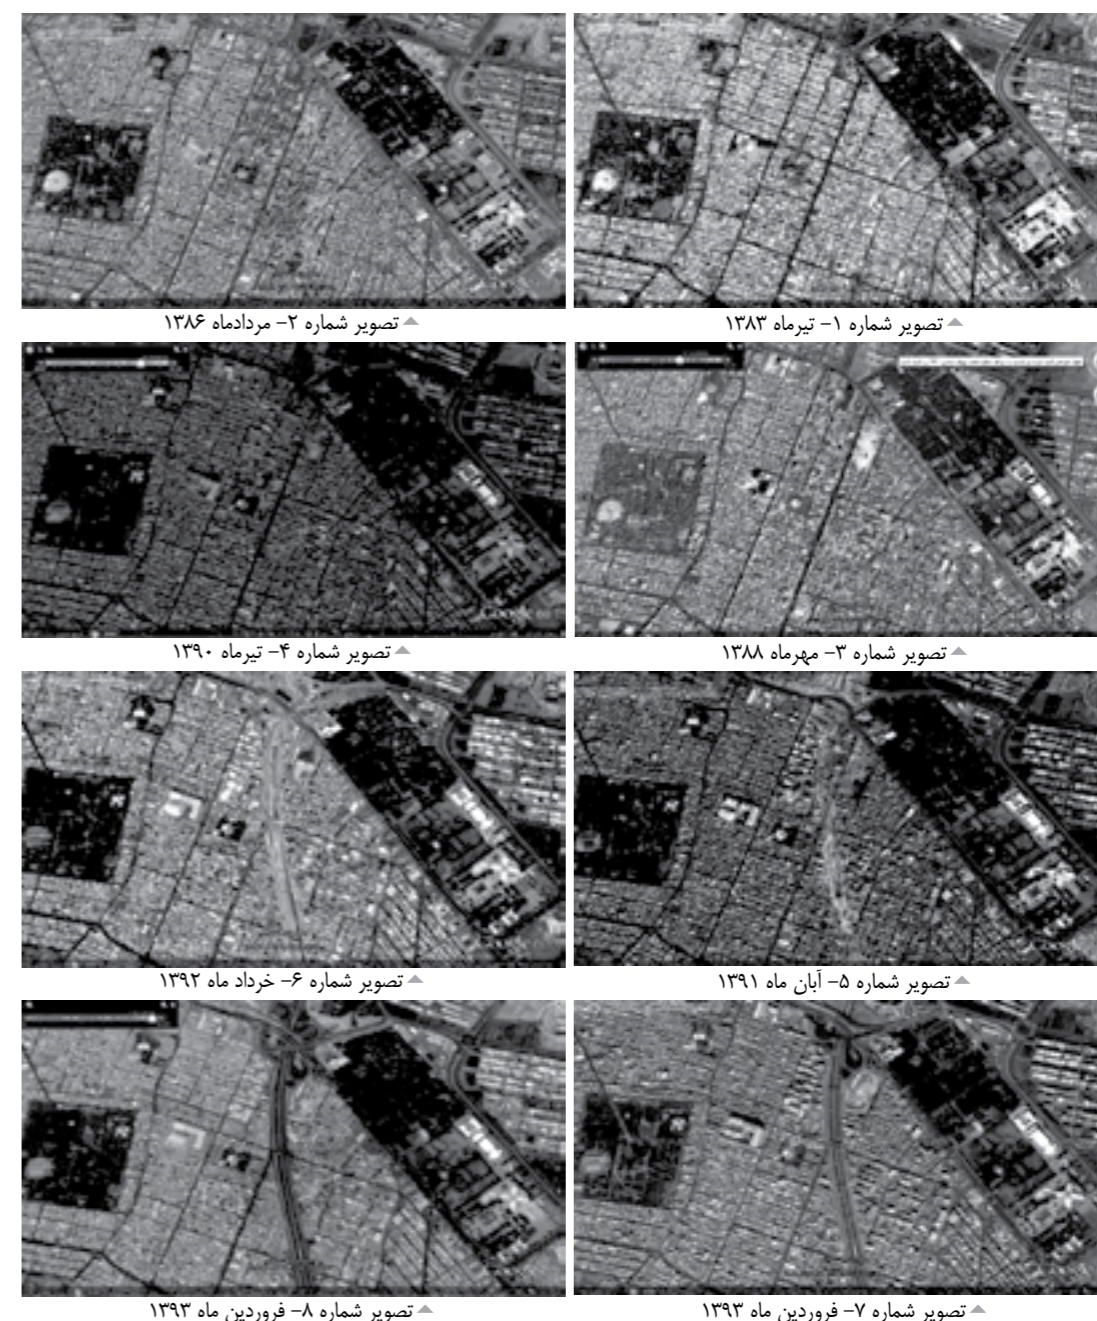 تصویر شماره ۱- تیرماه ۱۳۸۳
تصویر شماره ۲- مردادماه ۱۳۸۶
تصویر شماره ۳- مهرماه ۱۳۸۸
تصویر شماره ۴- تیرماه ۱۳۹۰
تصویر شماره ۵- آبان ماه ۱۳۹۱
تصویر شماره ۶- خرداد ماه ۱۳۹۲
تصویر شماره ۷- فروردین ماه ۱۳۹۳
تصویر شماره ۸- فروردین ماه ۱۳۹۳